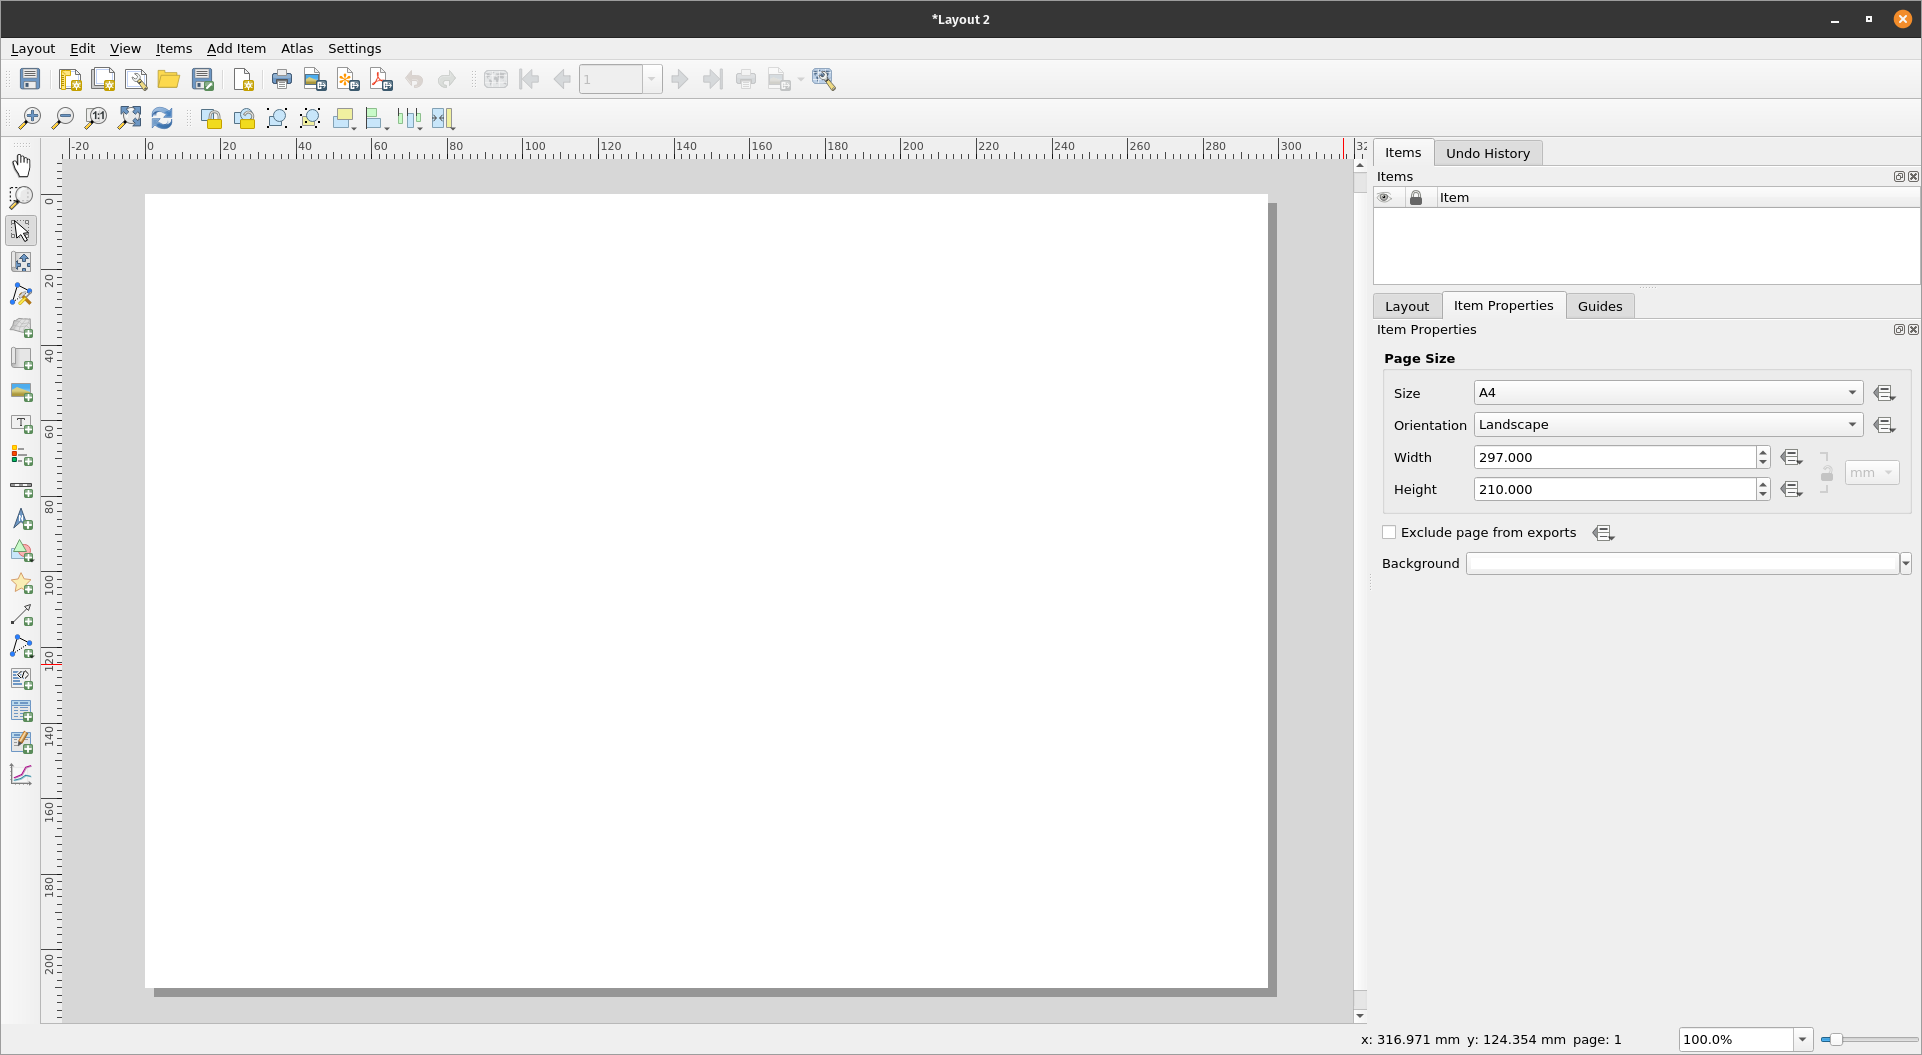 *Layout 2
Layout Edit View Items Add Item Atlas Settings
1
1:1
-20 0 20 40 60 80 100 120 140 160 180 200 220 240 260 280 300 32
0
20
40
60
80
100
120
140
160
180
200
T
Items Undo History
Items
Item
Layout Item Properties Guides
Item Properties
Page Size
Size A4
Orientation Landscape
Width 297.000
mm
Height 210.000
Exclude page from exports
Background
x: 316.971 mm y: 124.354 mm page: 1 100.0%